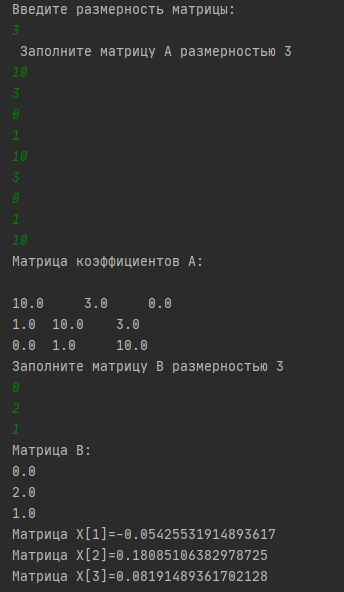 Введите размерность матрицы:
3
Заполните матрицу А размерностью 3
10
3
0
1
10
3
0
1
10
Матрица коэффициентов А:
10.0 3.0 0.0
1.0 10.0 3.0
0.0 1.0 10.0
Заполните матрицу В размерностью 3
0
2
1
Матрица В:
0.0
2.0
1.0
Матрица X[1]=-0.05425531914893617
Матрица X[2]=0.18085106382978725
Матрица X[3]=0.08191489361702128